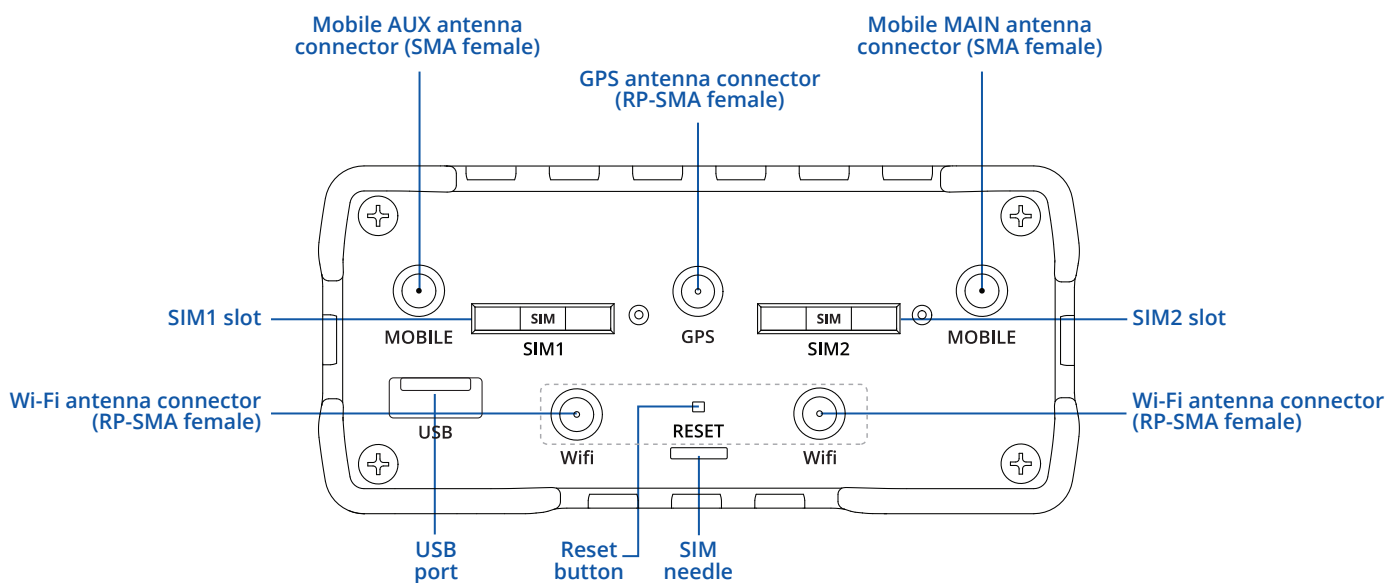 Mobile AUX antenna
connector (SMA female)
Mobile MAIN antenna
connector (SMA female)
GPS antenna connector
(RP-SMA female)
SIM1 slot
MOBILE
SIM
SIM1
GPS
SIM
SIM2
MOBILE
SIM2 slot
Wi-Fi antenna connector
(RP-SMA female)
USB
Wifi
RESET
Wifi
Wi-Fi antenna connector
(RP-SMA female)
USB
port
Reset
button
SIM
needle